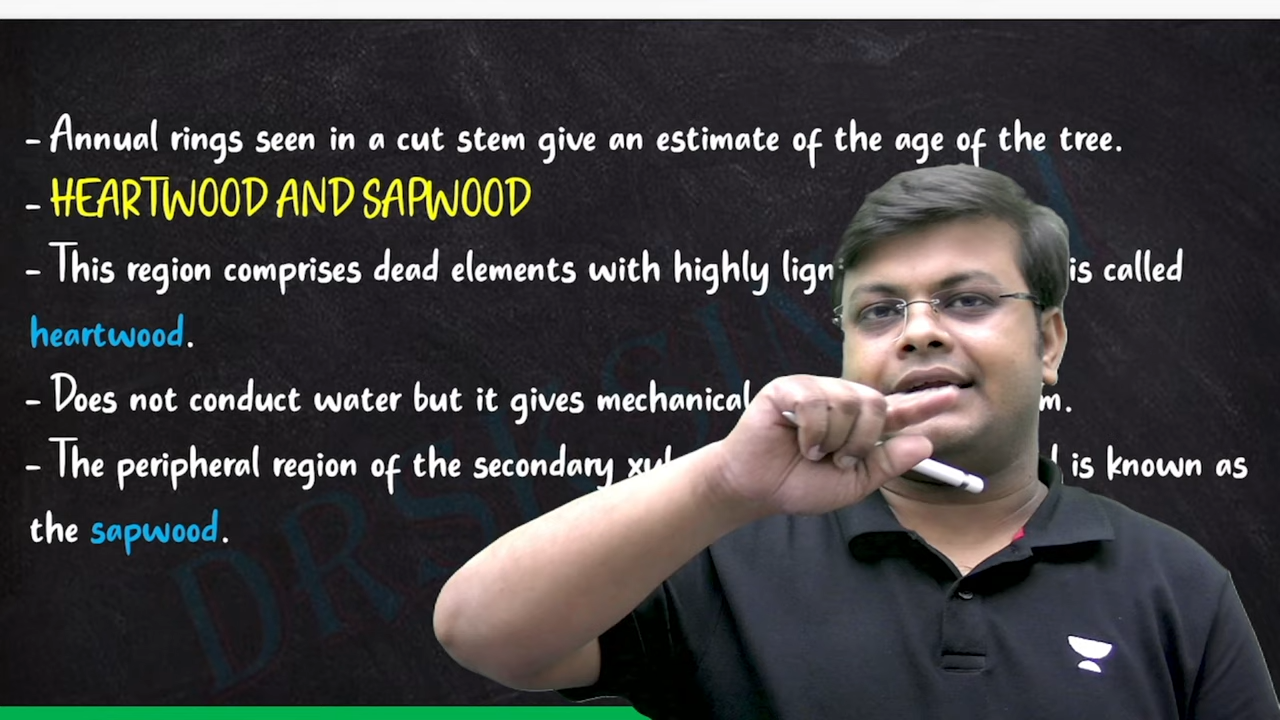 - Annual rings seen in a cut stem give an estimate of the age of the tree.
- HEARTWOOD AND SAPWOOD
- This region comprises dead elements with highly is called
heartwood.
- Does not conduct water but it gives mechanical
- The peripheral region of the secondary is known as
the sapwood.